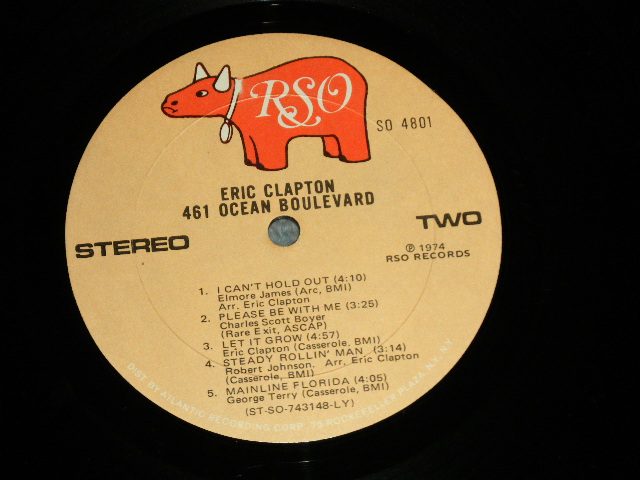 RSO
SO 4801
ERIC CLAPTON
461 OCEAN BOULEVARD
STEREO
TWO
℗ 1974
RSO RECORDS
1. I CAN'T HOLD OUT (4:10)
Elmore James (Arc, BMI)
Arr. Eric Clapton
2. PLEASE BE WITH ME (3:25)
Charles Scott Boyer
(Rare Exit, ASCAP)
3. LET IT GROW (4:57)
Eric Clapton (Casserole, BMI)
4. STEADY ROLLIN' MAN (3:14)
Robert Johnson. Arr. Eric Clapton
(Casserole, BMI)
5. MAINLINE FLORIDA (4:05)
George Terry (Casserole, BMI)
(ST-SO-743148-LY)
DIST BY ATLANTIC RECORDING CORP. 75 ROCKEFELLER PLAZA, N.Y. N.Y.